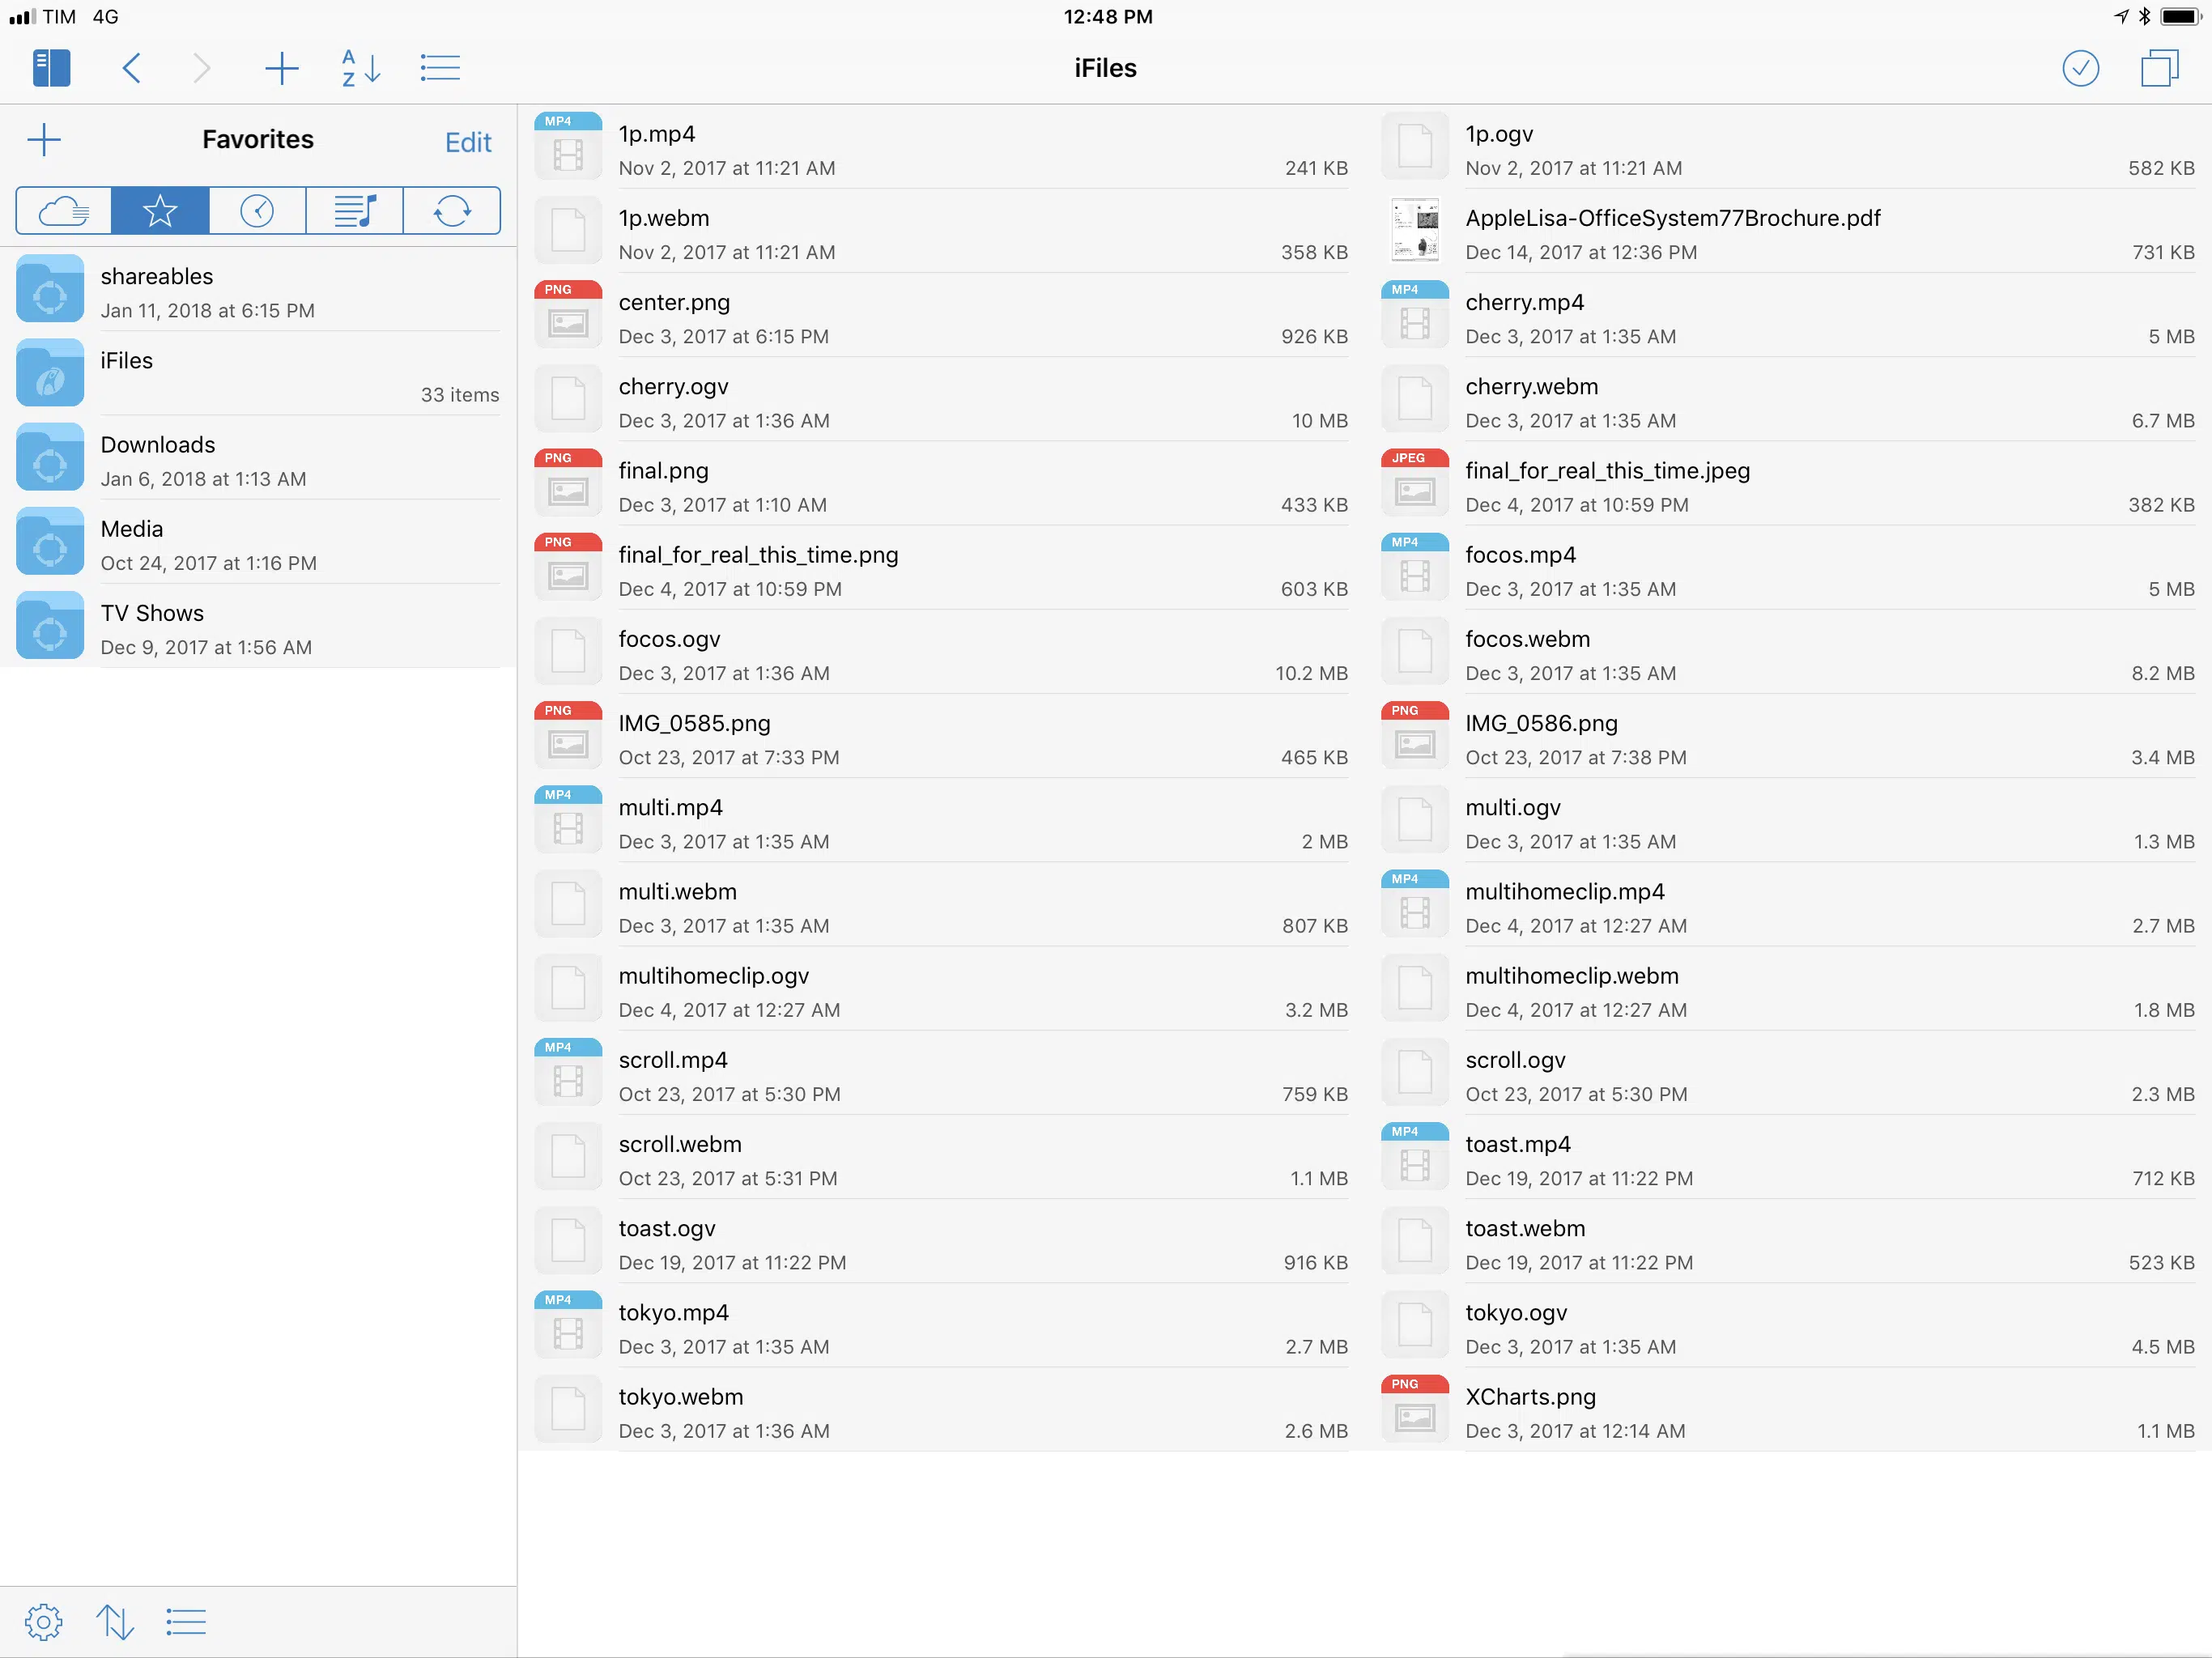 TIM 4G
12:48 PM
A
Z
iFiles
Favorites
Edit
shareables
Jan 11, 2018 at 6:15 PM
iFiles
33 items
Downloads
Jan 6, 2018 at 1:13 AM
Media
Oct 24, 2017 at 1:16 PM
TV Shows
Dec 9, 2017 at 1:56 AM
MP4
1p.mp4
Nov 2, 2017 at 11:21 AM
241 KB
1p.ogv
Nov 2, 2017 at 11:21 AM
582 KB
1p.webm
Nov 2, 2017 at 11:21 AM
358 KB
AppleLisa-OfficeSystem77Brochure.pdf
Dec 14, 2017 at 12:36 PM
731 KB
PNG
center.png
Dec 3, 2017 at 6:15 PM
926 KB
MP4
cherry.mp4
Dec 3, 2017 at 1:35 AM
5 MB
cherry.ogv
Dec 3, 2017 at 1:36 AM
10 MB
cherry.webm
Dec 3, 2017 at 1:35 AM
6.7 MB
PNG
final.png
Dec 3, 2017 at 1:10 AM
433 KB
JPEG
final_for_real_this_time.jpeg
Dec 4, 2017 at 10:59 PM
382 KB
PNG
final_for_real_this_time.png
Dec 4, 2017 at 10:59 PM
603 KB
MP4
focos.mp4
Dec 3, 2017 at 1:35 AM
5 MB
focos.ogv
Dec 3, 2017 at 1:36 AM
10.2 MB
focos.webm
Dec 3, 2017 at 1:35 AM
8.2 MB
PNG
IMG_0585.png
Oct 23, 2017 at 7:33 PM
465 KB
PNG
IMG_0586.png
Oct 23, 2017 at 7:38 PM
3.4 MB
MP4
multi.mp4
Dec 3, 2017 at 1:35 AM
2 MB
multi.ogv
Dec 3, 2017 at 1:35 AM
1.3 MB
multi.webm
Dec 3, 2017 at 1:35 AM
807 KB
MP4
multihomeclip.mp4
Dec 4, 2017 at 12:27 AM
2.7 MB
multihomeclip.ogv
Dec 4, 2017 at 12:27 AM
3.2 MB
multihomeclip.webm
Dec 4, 2017 at 12:27 AM
1.8 MB
MP4
scroll.mp4
Oct 23, 2017 at 5:30 PM
759 KB
scroll.ogv
Oct 23, 2017 at 5:30 PM
2.3 MB
scroll.webm
Oct 23, 2017 at 5:31 PM
1.1 MB
MP4
toast.mp4
Dec 19, 2017 at 11:22 PM
712 KB
toast.ogv
Dec 19, 2017 at 11:22 PM
916 KB
toast.webm
Dec 19, 2017 at 11:22 PM
523 KB
MP4
tokyo.mp4
Dec 3, 2017 at 1:35 AM
2.7 MB
tokyo.ogv
Dec 3, 2017 at 1:35 AM
4.5 MB
tokyo.webm
Dec 3, 2017 at 1:36 AM
2.6 MB
PNG
XCharts.png
Dec 3, 2017 at 12:14 AM
1.1 MB